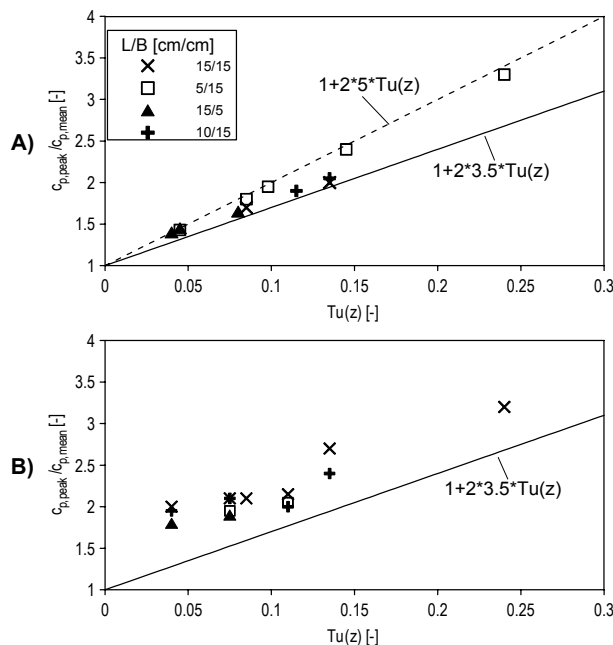 A)
c_p,peak/c_p,mean [-]
4
3.5
3
2.5
2
1.5
1
L/B [cm/cm]
15/15
5/15
15/5
10/15
1+2*5*Tu(z)
1+2*3.5*Tu(z)
0 0.05 0.1 0.15 0.2 0.25 0.3
Tu(z) [-]
B)
c_p,peak/c_p,mean [-]
4
3.5
3
2.5
2
1.5
1
1+2*3.5*Tu(z)
0 0.05 0.1 0.15 0.2 0.25 0.3
Tu(z) [-]